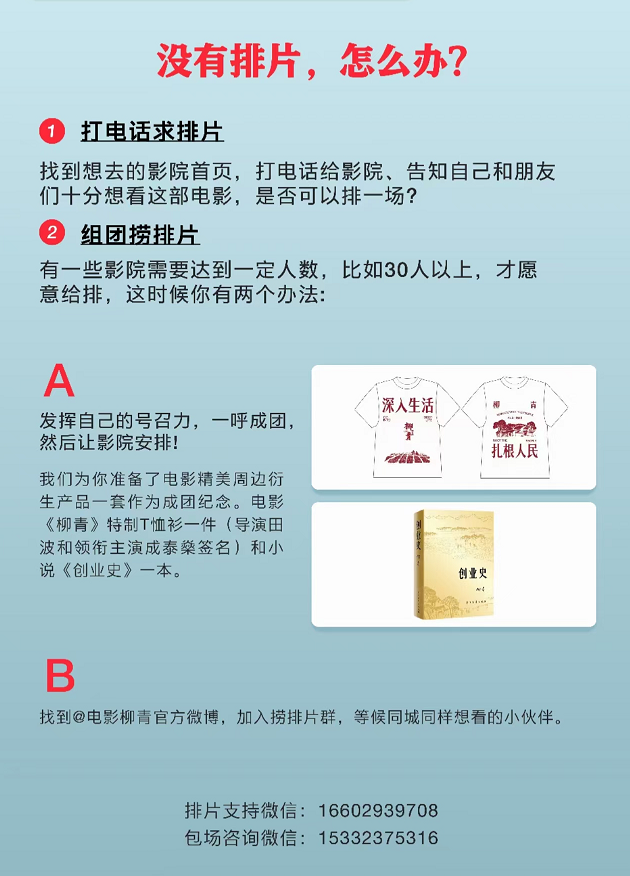 没有排片，怎么办？
1 打电话求排片
找到想去的影院首页，打电话给影院、告知自己和朋友
们十分想看这部电影，是否可以排一场？
2 组团捞排片
有一些影院需要达到一定人数，比如30人以上，才愿
意给排，这时候你有两个办法：
A
发挥自己的号召力，一呼成团，
然后让影院安排！
我们为你准备了电影精美周边衍
生产品一套作为成团纪念。电影
《柳青》特制T恤衫一件（导演田
波和领衔主演成泰燊签名）和小
说《创业史》一本。
深入生活
柳青
柳 青
扎根人民
创业史
创业史
B
找到@电影柳青官方微博，加入捞排片群，等候同城同样想看的小伙伴。
排片支持微信：16602939708
包场咨询微信：15332375316